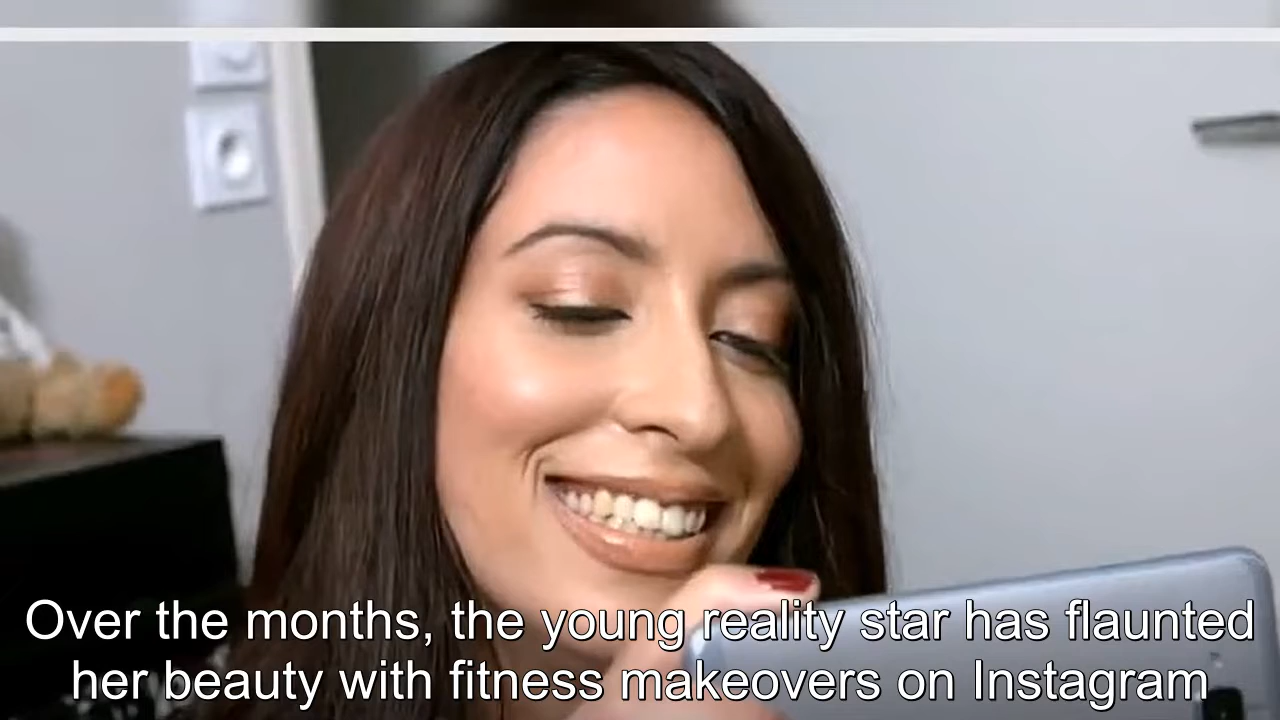 Over the months, the young reality star has flaunted
her beauty with fitness makeovers on Instagram